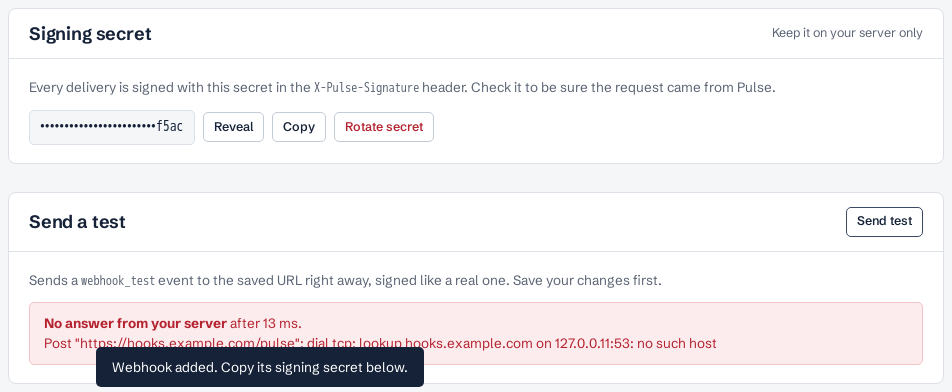 Signing secret
Keep it on your server only
Every delivery is signed with this secret in the X-Pulse-Signature header. Check it to be sure the request came from Pulse.
••••••••••••••••••••••••f5ac
Reveal
Copy
Rotate secret
Send a test
Send test
Sends a webhook_test event to the saved URL right away, signed like a real one. Save your changes first.
No answer from your server after 13 ms.
Post "https://hooks.example.com/pulse": dial tcp: lookup hooks.example.com on 127.0.0.11:53: no such host
Webhook added. Copy its signing secret below.